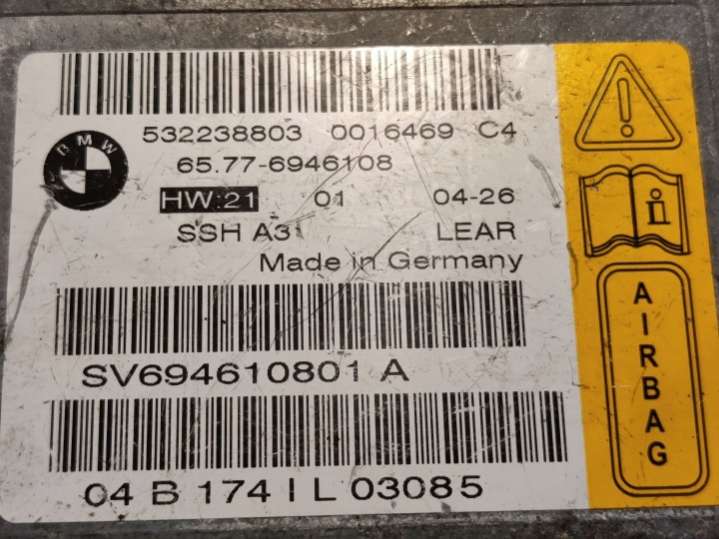 BMW
532238803 0016469 C4
65.77-6946108
HW:21 01 04-26
SSH A31 LEAR
Made in Germany
SV694610801 A
04 B 174 I L 03085
i
AIRBAG